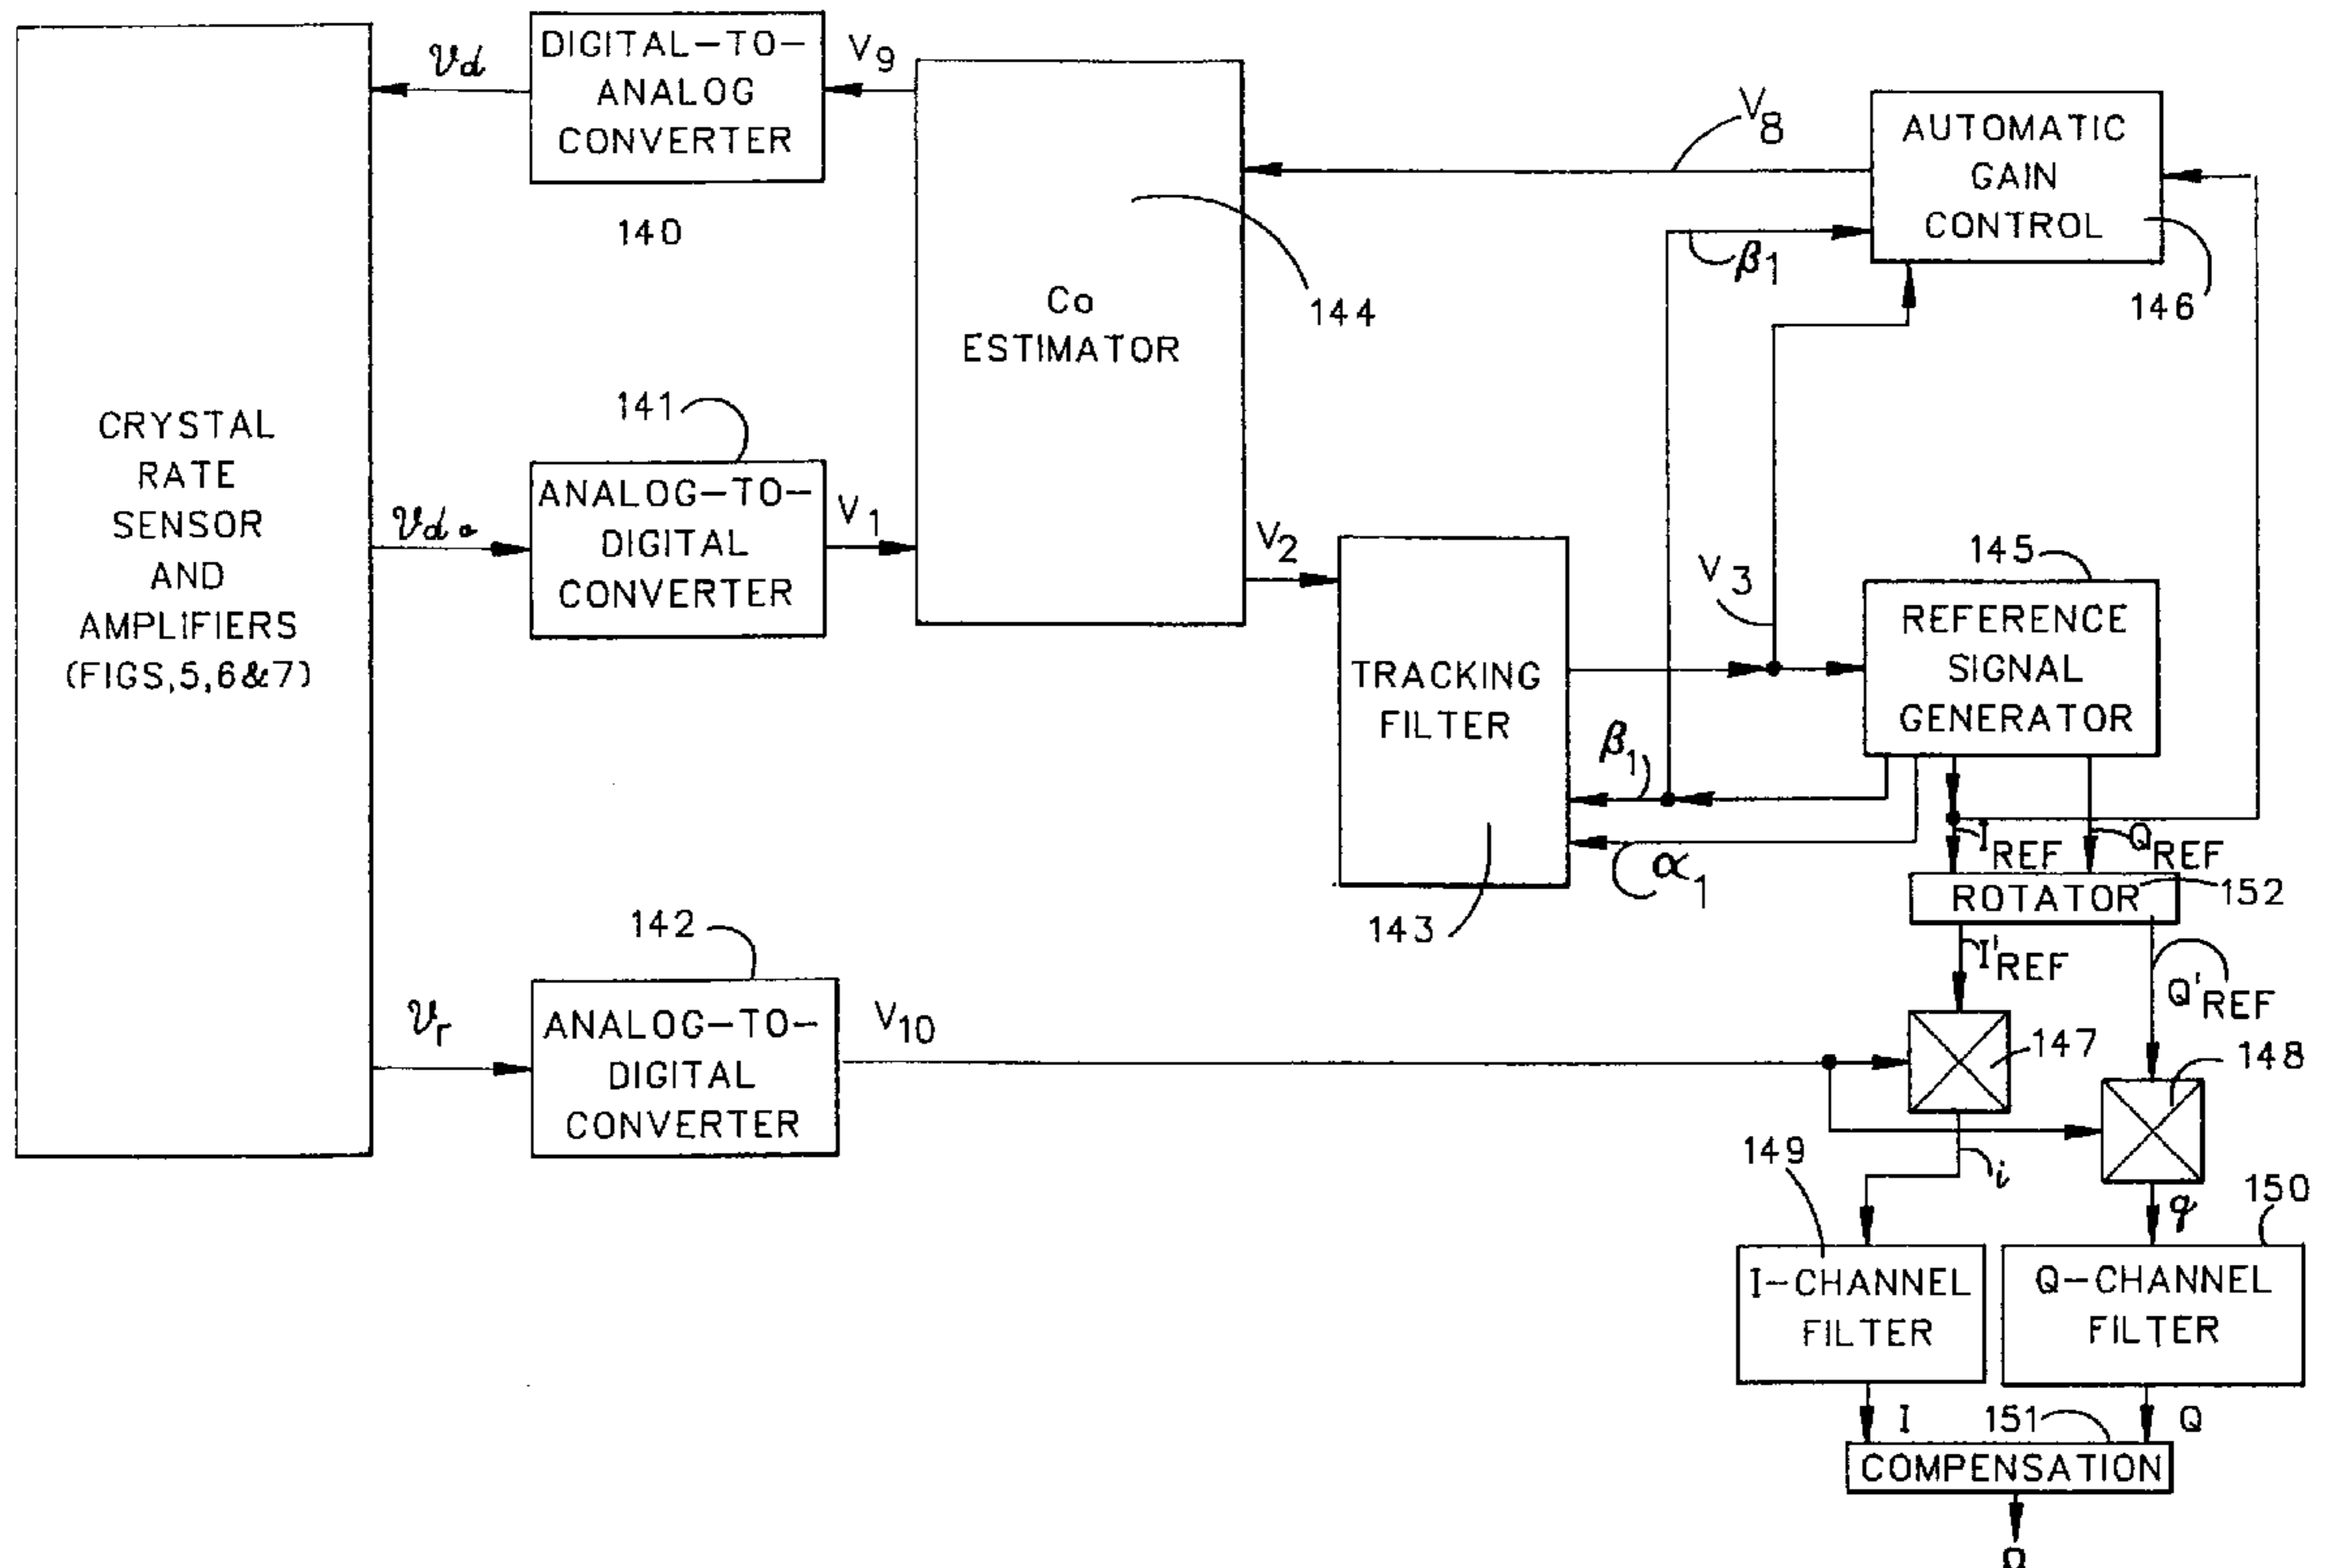 𝓋d
DIGITAL-TO-
ANALOG
CONVERTER
V9
140
V8
AUTOMATIC
GAIN
CONTROL
146
β1
Co
ESTIMATOR
144
CRYSTAL
RATE
SENSOR
AND
AMPLIFIERS
(FIGS,5,6&7)
𝓋do
141
ANALOG-TO-
DIGITAL
CONVERTER
V1
V2
TRACKING
FILTER
143
V3
145
REFERENCE
SIGNAL
GENERATOR
β1
α1
IREF
QREF
ROTATOR
152
I'REF
Q'REF
𝓋r
142
ANALOG-TO-
DIGITAL
CONVERTER
V10
147
148
i
q
149
I-CHANNEL
FILTER
150
Q-CHANNEL
FILTER
I
151
Q
COMPENSATION